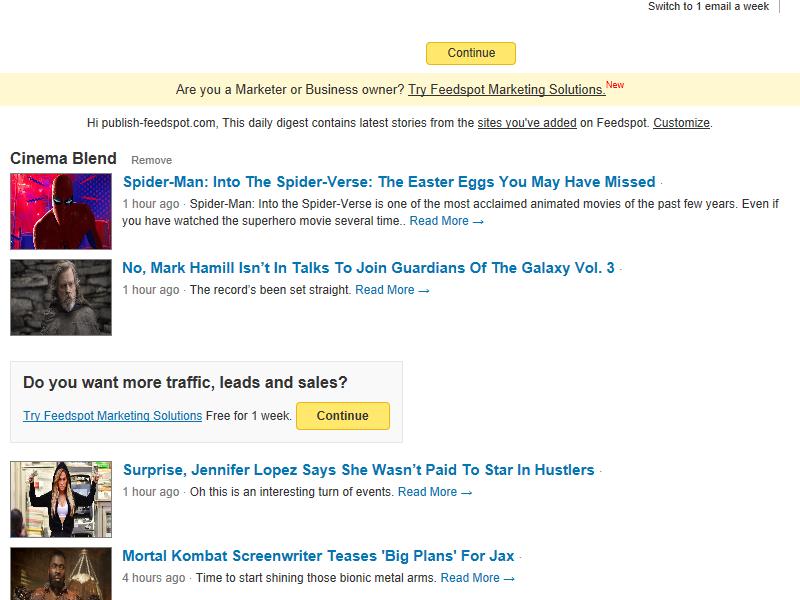 Switch to 1 email a week
Continue
Are you a Marketer or Business owner? Try Feedspot Marketing Solutions.New
Hi publish-feedspot.com, This daily digest contains latest stories from the sites you've added on Feedspot. Customize.
Cinema Blend Remove
Spider-Man: Into The Spider-Verse: The Easter Eggs You May Have Missed ·
1 hour ago · Spider-Man: Into the Spider-Verse is one of the most acclaimed animated movies of the past few years. Even if
you have watched the superhero movie several time.. Read More →
No, Mark Hamill Isn’t In Talks To Join Guardians Of The Galaxy Vol. 3 ·
1 hour ago · The record’s been set straight. Read More →
Do you want more traffic, leads and sales?
Try Feedspot Marketing Solutions Free for 1 week. Continue
Surprise, Jennifer Lopez Says She Wasn’t Paid To Star In Hustlers ·
1 hour ago · Oh this is an interesting turn of events. Read More →
Mortal Kombat Screenwriter Teases 'Big Plans' For Jax ·
4 hours ago · Time to start shining those bionic metal arms. Read More →